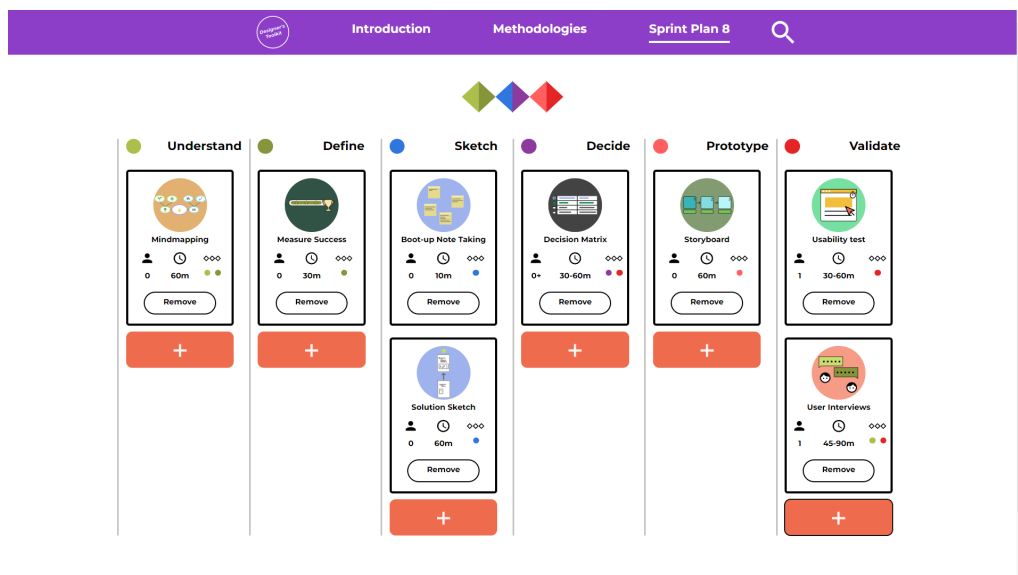 Designer's
Toolkit
Introduction
Methodologies
Sprint Plan 8
Understand
Define
Sketch
Decide
Prototype
Validate
Mindmapping
Measure Success
Boot-up Note Taking
Decision Matrix
Storyboard
Usability test
0
60m
0
30m
0
10m
0+
30-60m
0
60m
1
30-60m
Remove
Remove
Remove
Remove
Remove
Remove
+
+
+
+
Solution Sketch
User Interviews
0
60m
1
45-90m
Remove
Remove
+
+